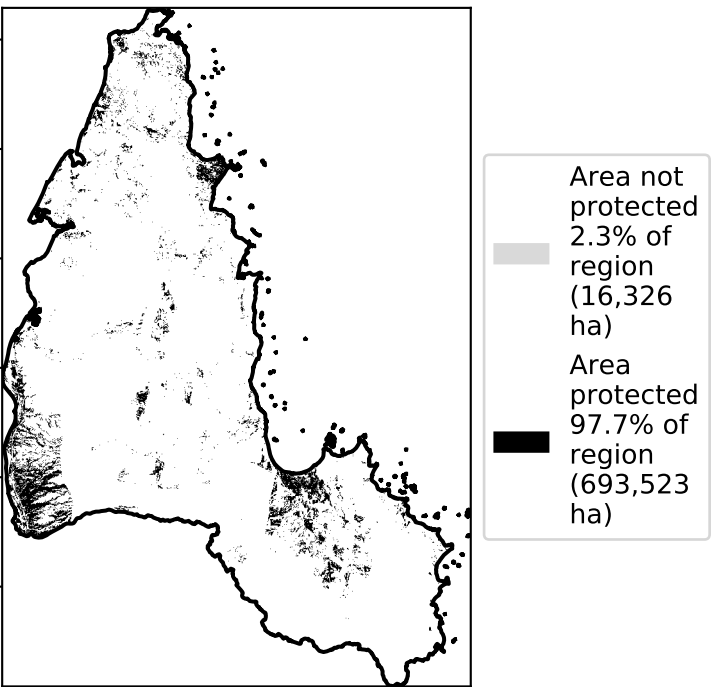 Area not
protected
2.3% of
region
(16,326
ha)
Area
protected
97.7% of
region
(693,523
ha)